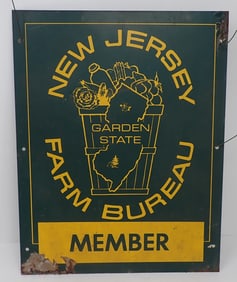 NEW JERSEY
GARDEN
STATE
FARM BUREAU
MEMBER